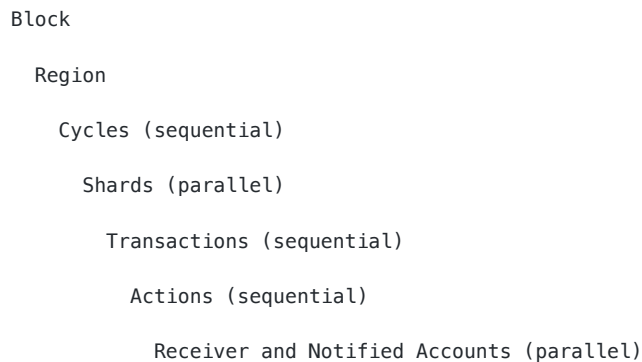 Block
Region
Cycles (sequential)
Shards (parallel)
Transactions (sequential)
Actions (sequential)
Receiver and Notified Accounts (parallel)